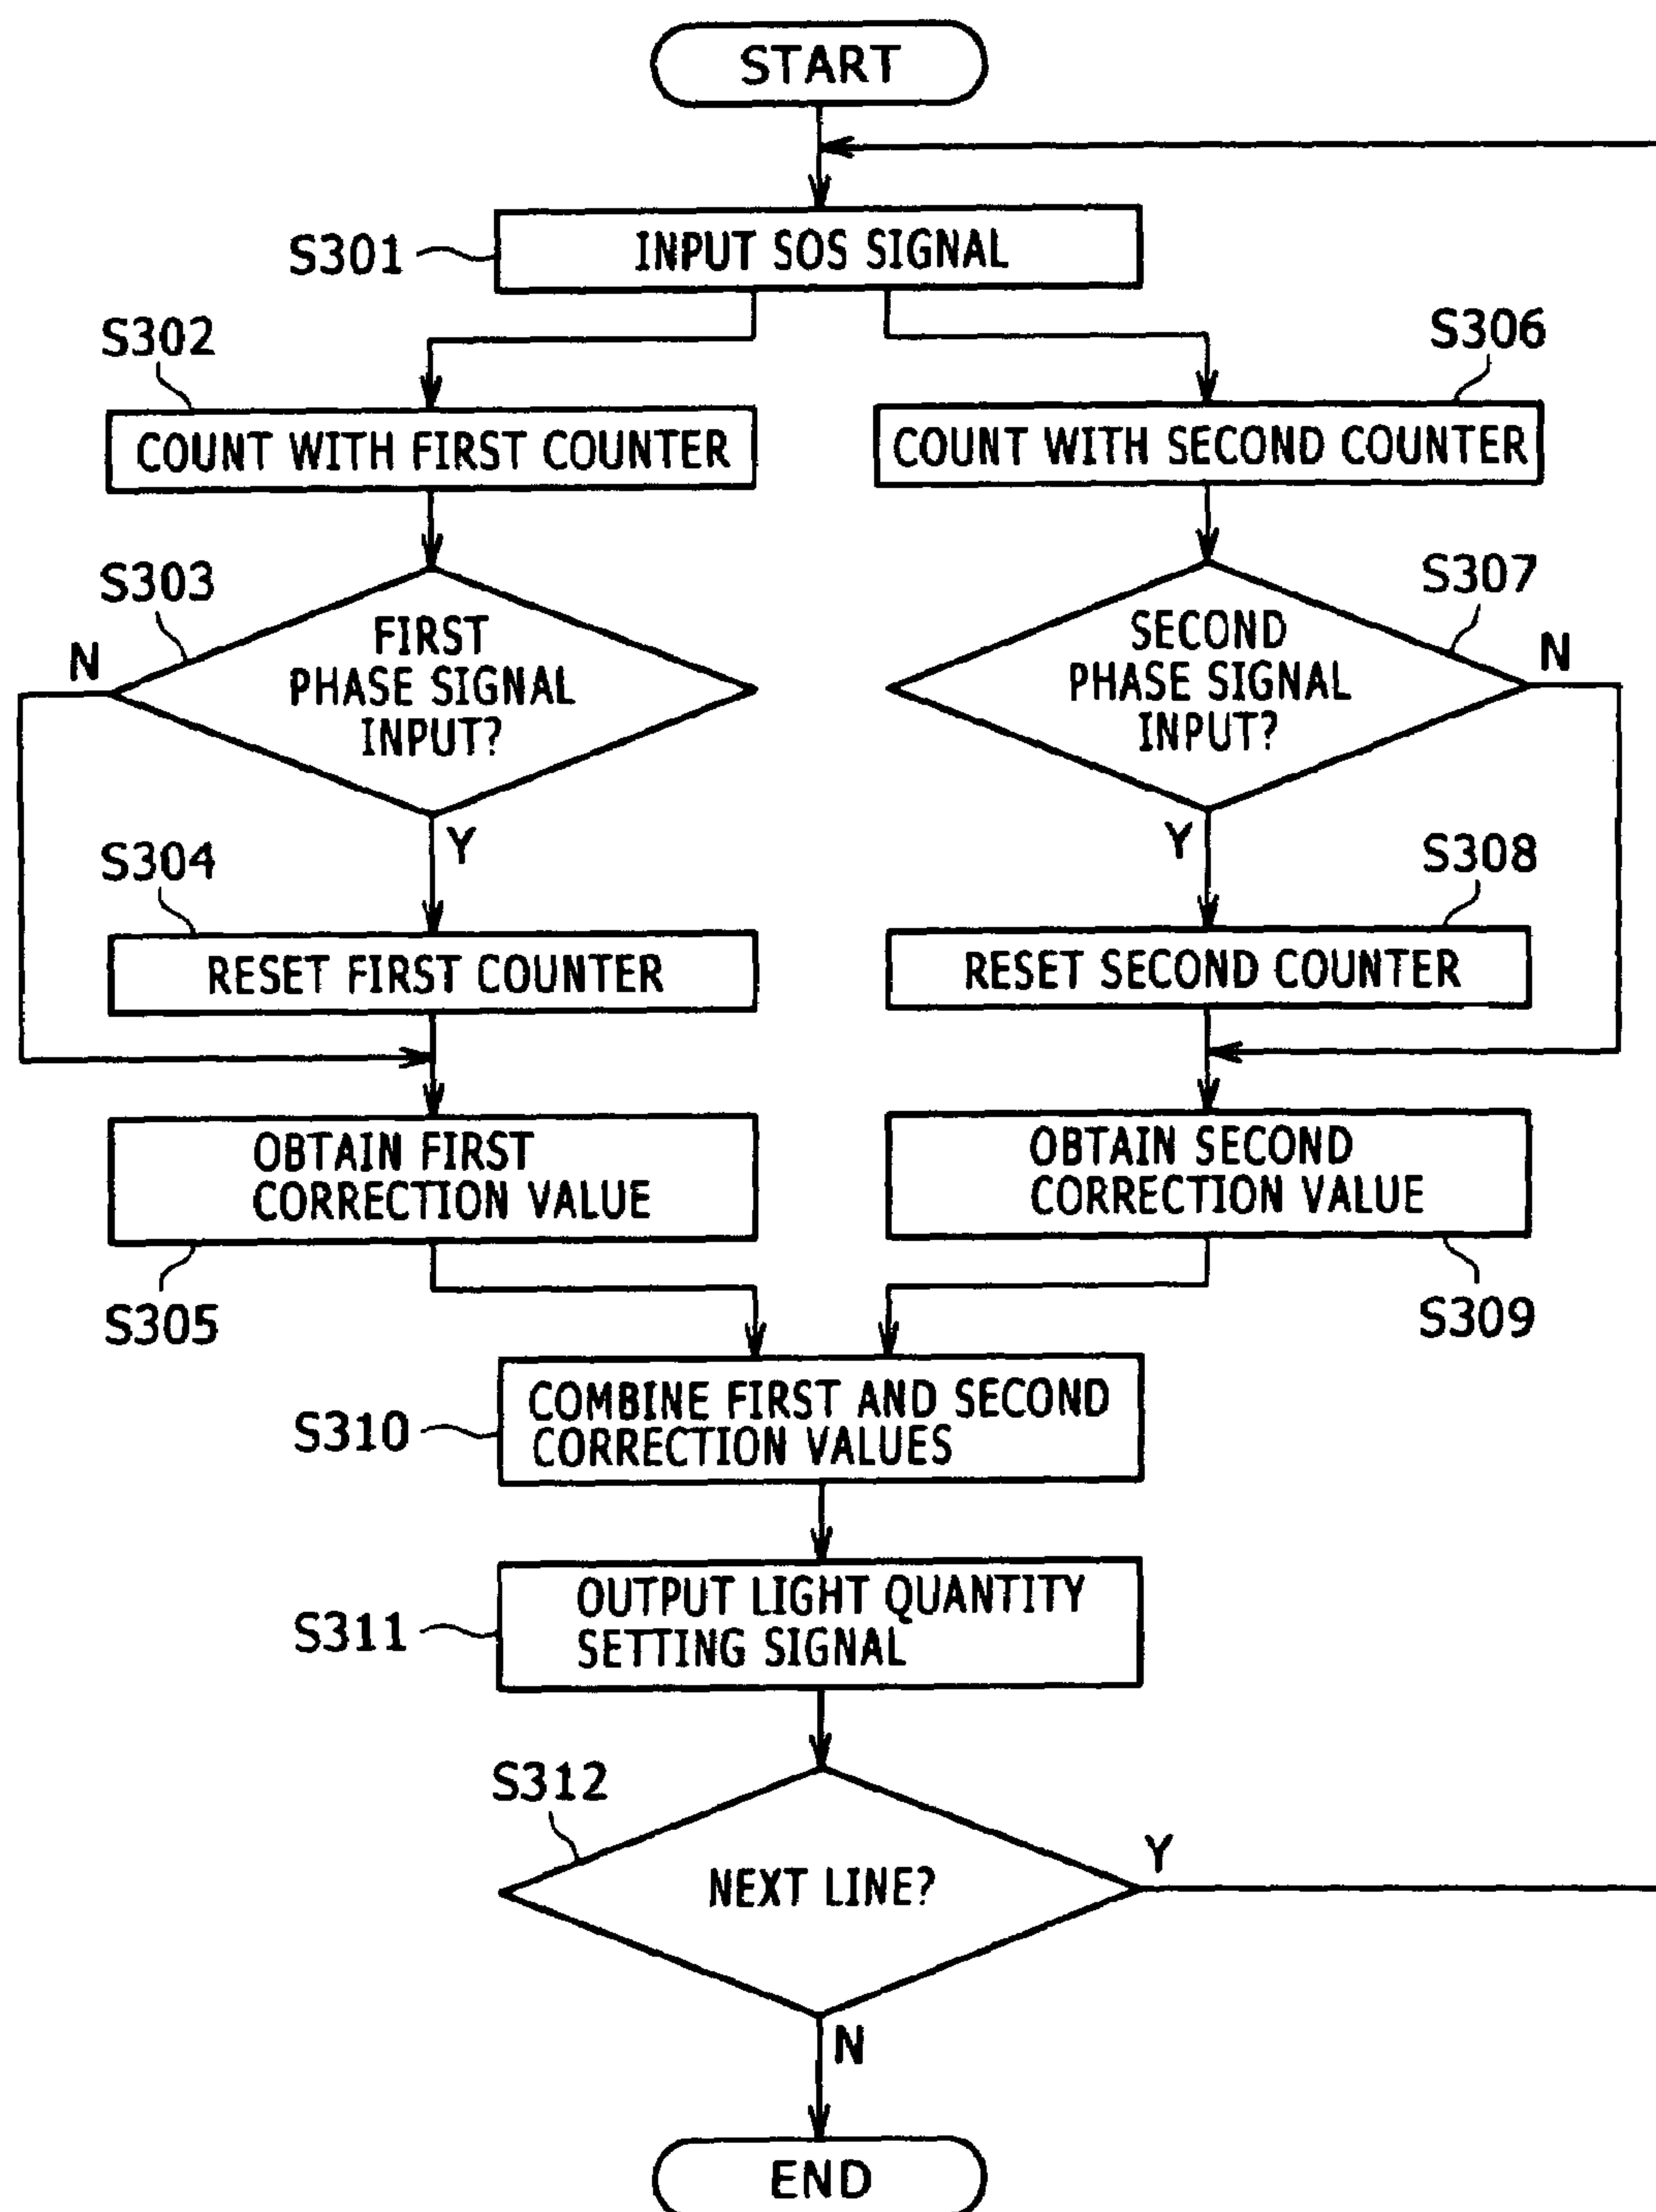 START
S301
INPUT SOS SIGNAL
S302
S306
COUNT WITH FIRST COUNTER
COUNT WITH SECOND COUNTER
S303
S307
N
FIRST
PHASE SIGNAL
INPUT?
SECOND
PHASE SIGNAL
INPUT?
N
Y
Y
S304
S308
RESET FIRST COUNTER
RESET SECOND COUNTER
OBTAIN FIRST
CORRECTION VALUE
OBTAIN SECOND
CORRECTION VALUE
S305
S309
S310
COMBINE FIRST AND SECOND
CORRECTION VALUES
S311
OUTPUT LIGHT QUANTITY
SETTING SIGNAL
S312
NEXT LINE?
Y
N
END